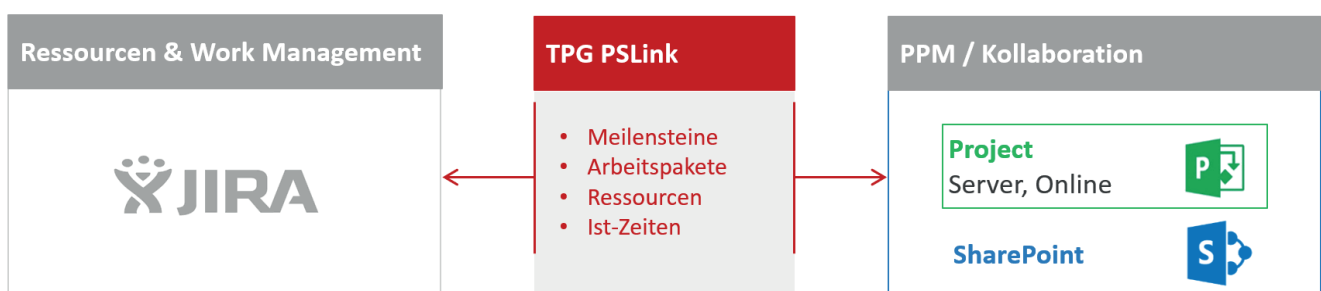 Ressourcen & Work Management
JIRA
TPG PSLink
• Meilensteine
• Arbeitspakete
• Ressourcen
• Ist-Zeiten
PPM / Kollaboration
Project
Server, Online
P
SharePoint
S